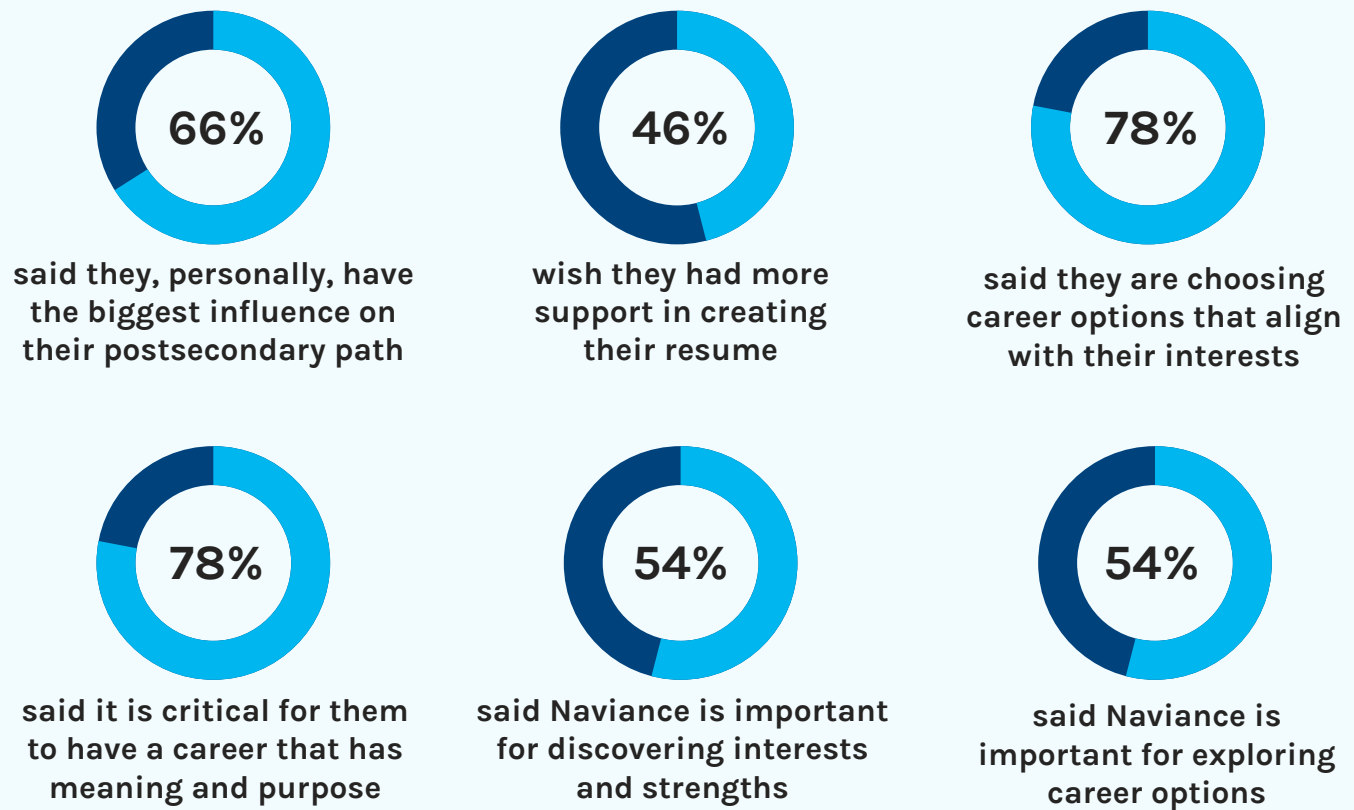 66%
said they, personally, have
the biggest influence on
their postsecondary path
46%
wish they had more
support in creating
their resume
78%
said they are choosing
career options that align
with their interests
78%
said it is critical for them
to have a career that has
meaning and purpose
54%
said Naviance is important
for discovering interests
and strengths
54%
said Naviance is
important for exploring
career options